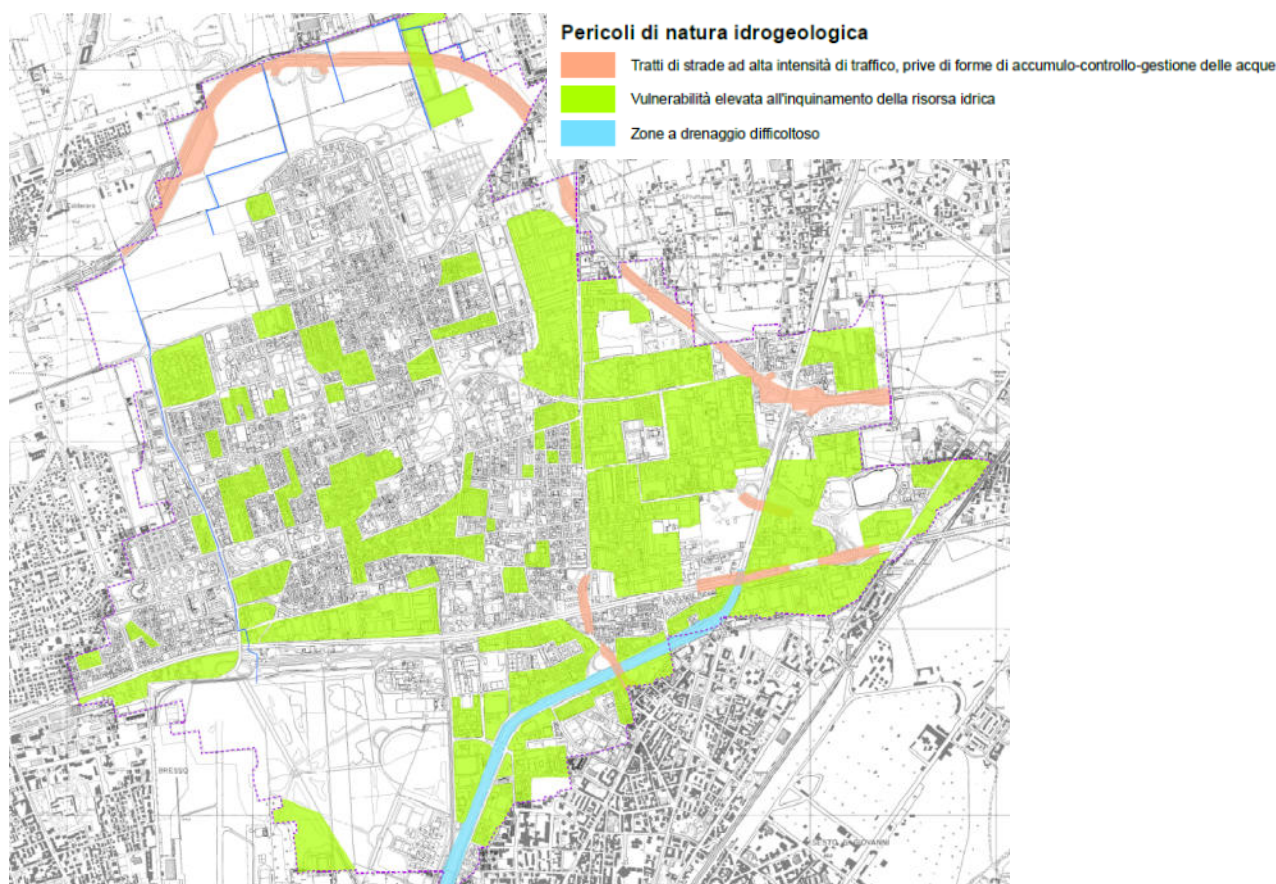 Pericoli di natura idrogeologica
Tratti di strade ad alta intensità di traffico, prive di forme di accumulo-controllo-gestione delle acque
Vulnerabilità elevata all'inquinamento della risorsa idrica
Zone a drenaggio difficoltoso
Calderara
BRESSO
SESTO S. GIOVANNI